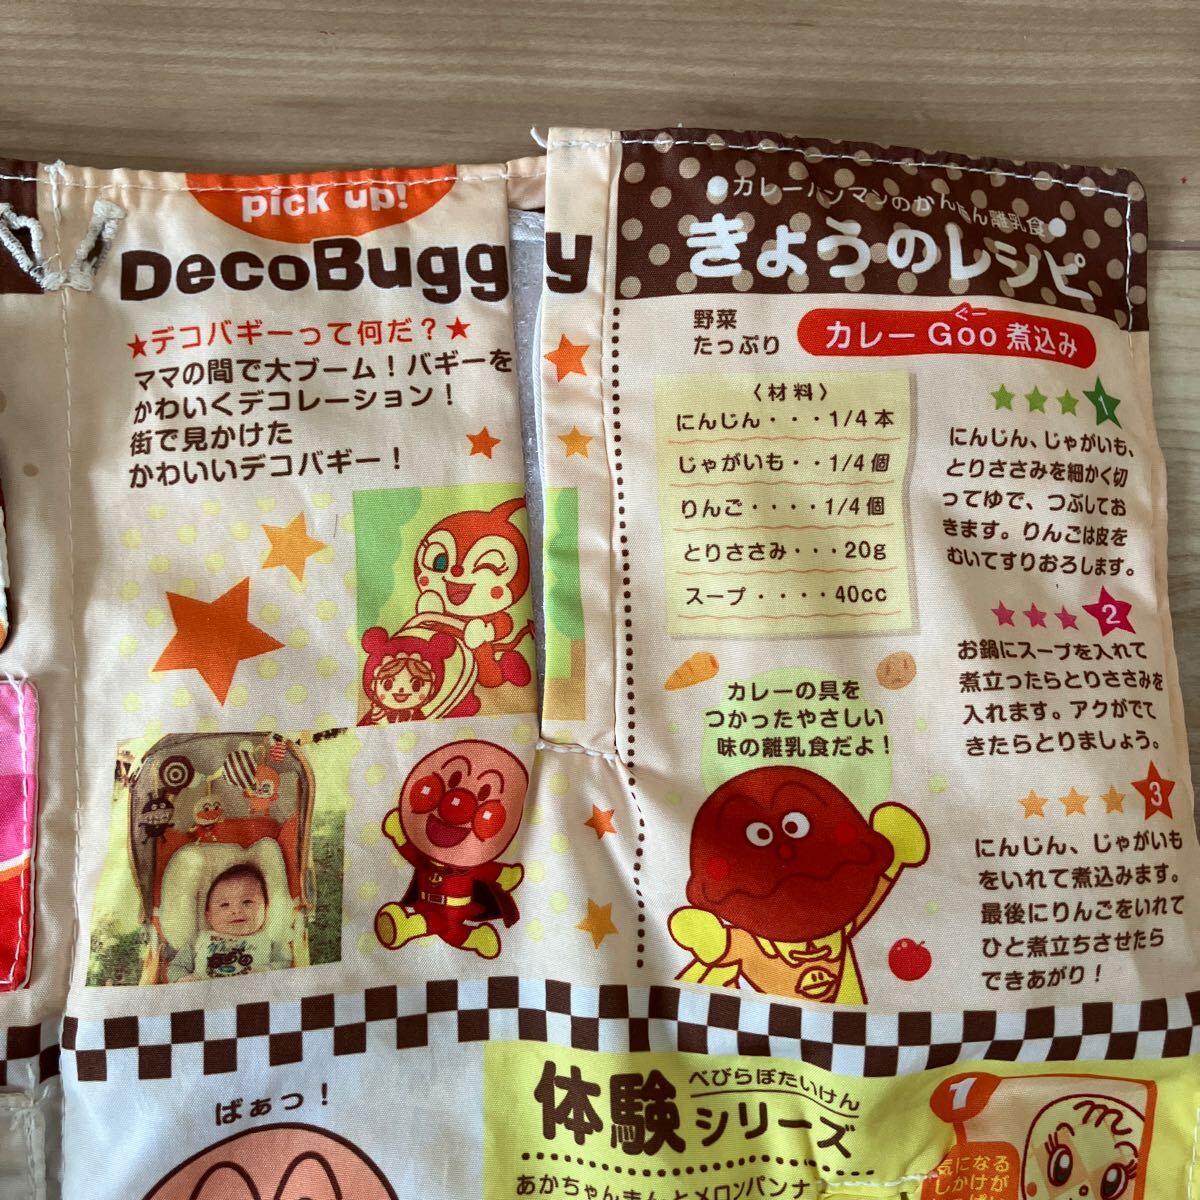 pick up!
DecoBuggy
★デコバギーって何だ？★
ママの間で大ブーム！バギーを
かわいくデコレーション！
街で見かけた
かわいいデコバギー！
●カレーパンマンのかんたん離乳食●
きょうのレシピ
野菜
たっぷり
ぐー
カレーGoo煮込み
〈材料〉
にんじん・・・1/4本
じゃがいも・・1/4個
りんご・・・・1/4個
とりささみ・・・20g
スープ・・・・40cc
カレーの具を
つかったやさしい
味の離乳食だよ！
1
にんじん、じゃがいも、
とりささみを細かく切
ってゆで、つぶしてお
きます。りんごは皮を
むいてすりおろします。
2
お鍋にスープを入れて
煮立ったらとりささみを
入れます。アクがでて
きたらとりましょう。
3
にんじん、じゃがいも
をいれて煮込みます。
最後にりんごをいれて
ひと煮立ちさせたら
できあがり！
ばぁっ！
べびらぼたいけん
体験シリーズ
あかちゃんまんとメロンパンナ
1
気になる
しかけが